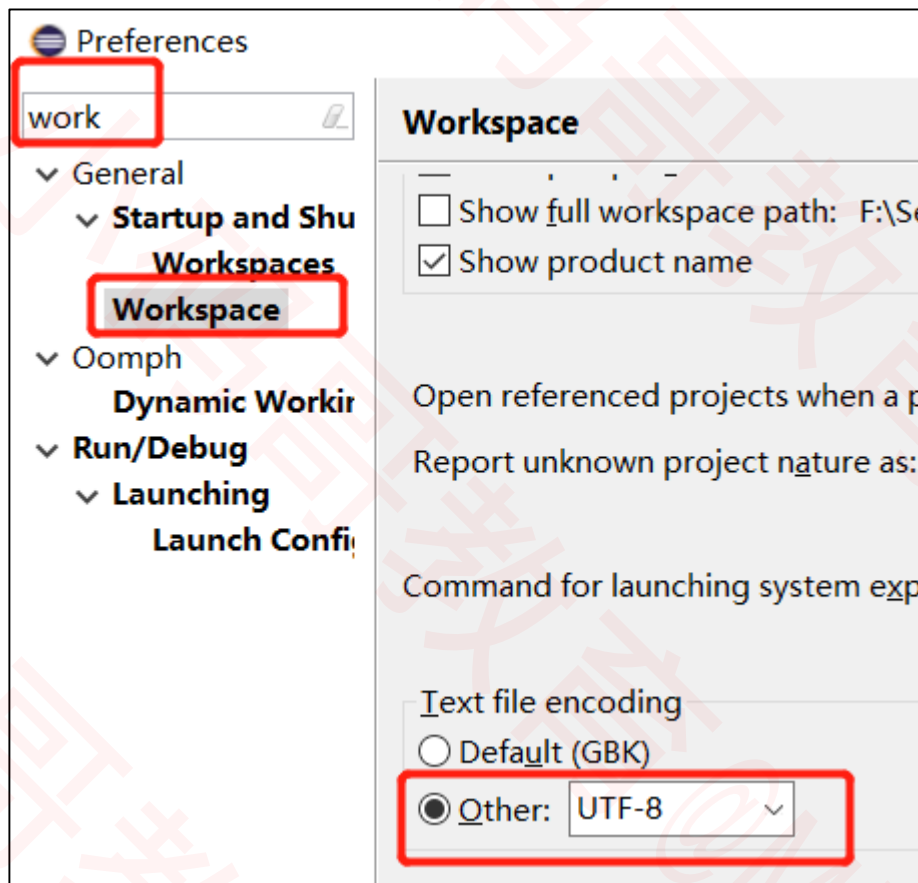 Preferences
work
General
Startup and Shu
Workspaces
Workspace
Oomph
Dynamic Workin
Run/Debug
Launching
Launch Config
Workspace
Show full workspace path: F:\Se
Show product name
Open referenced projects when a p
Report unknown project nature as:
Command for launching system exp
Text file encoding
Default (GBK)
Other: UTF-8